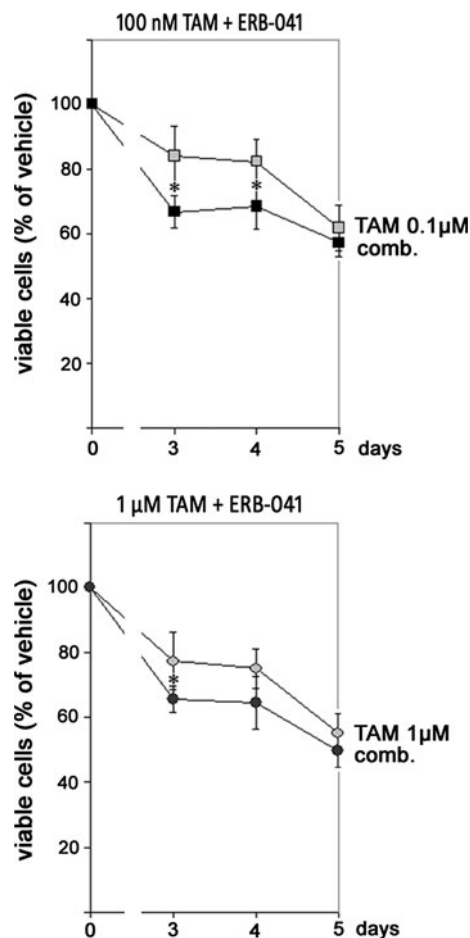 100 nM TAM + ERB-041
viable cells (% of vehicle)
100
80
60
40
20
*
*
TAM 0.1µM
comb.
0
3
4
5
days
1 µM TAM + ERB-041
viable cells (% of vehicle)
100
80
60
40
20
*
TAM 1µM
comb.
0
3
4
5
days